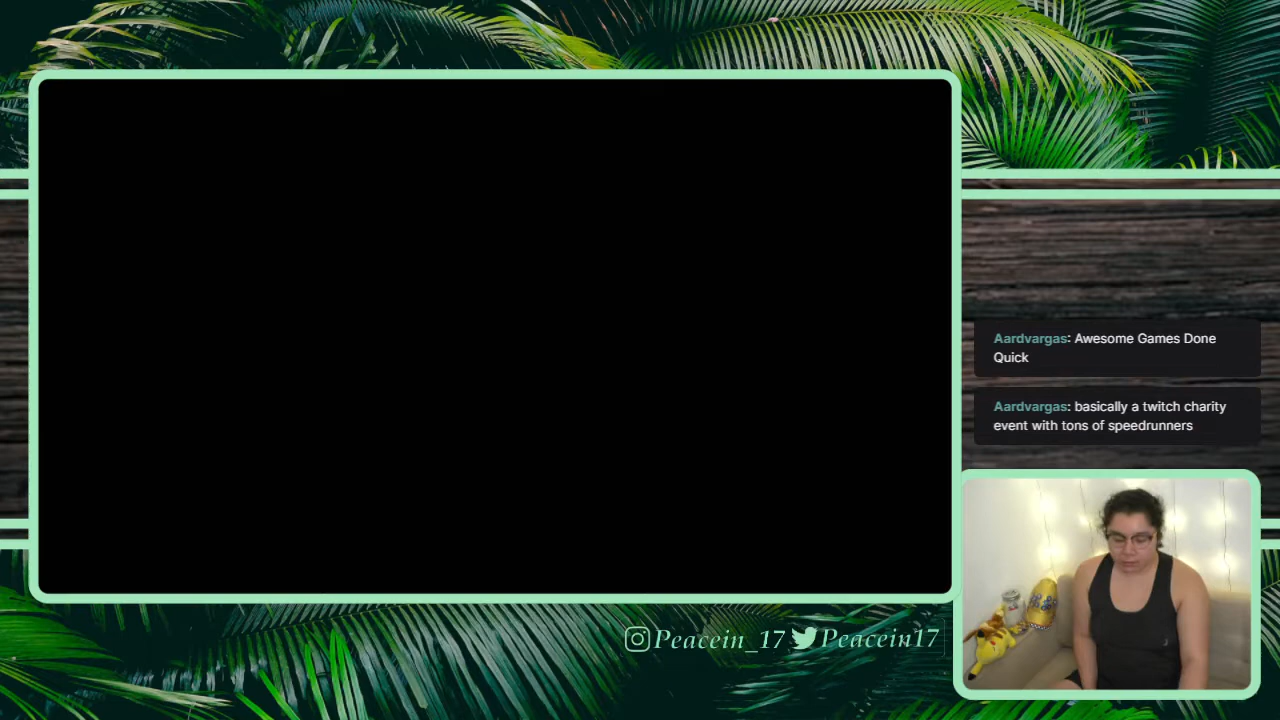 Aardvargas: Awesome Games Done
Quick
Aardvargas: basically a twitch charity
event with tons of speedrunners
Peacein_17 Peacein17